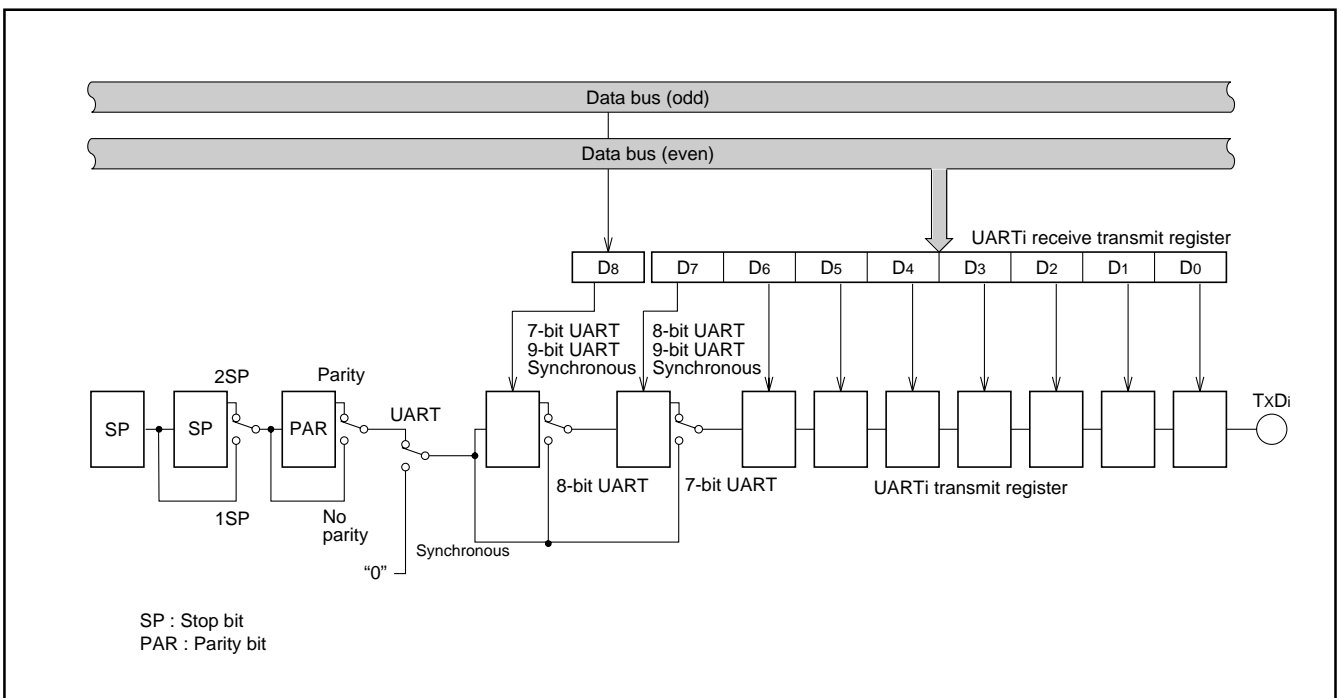 Data bus (odd)
Data bus (even)
UARTi receive transmit register
D8 D7 D6 D5 D4 D3 D2 D1 D0
7-bit UART
9-bit UART
Synchronous
8-bit UART
9-bit UART
Synchronous
2SP
Parity
UART
TXDi
SP
SP
PAR
8-bit UART
7-bit UART
UARTi transmit register
1SP
No
parity
Synchronous
“0”
SP : Stop bit
PAR : Parity bit